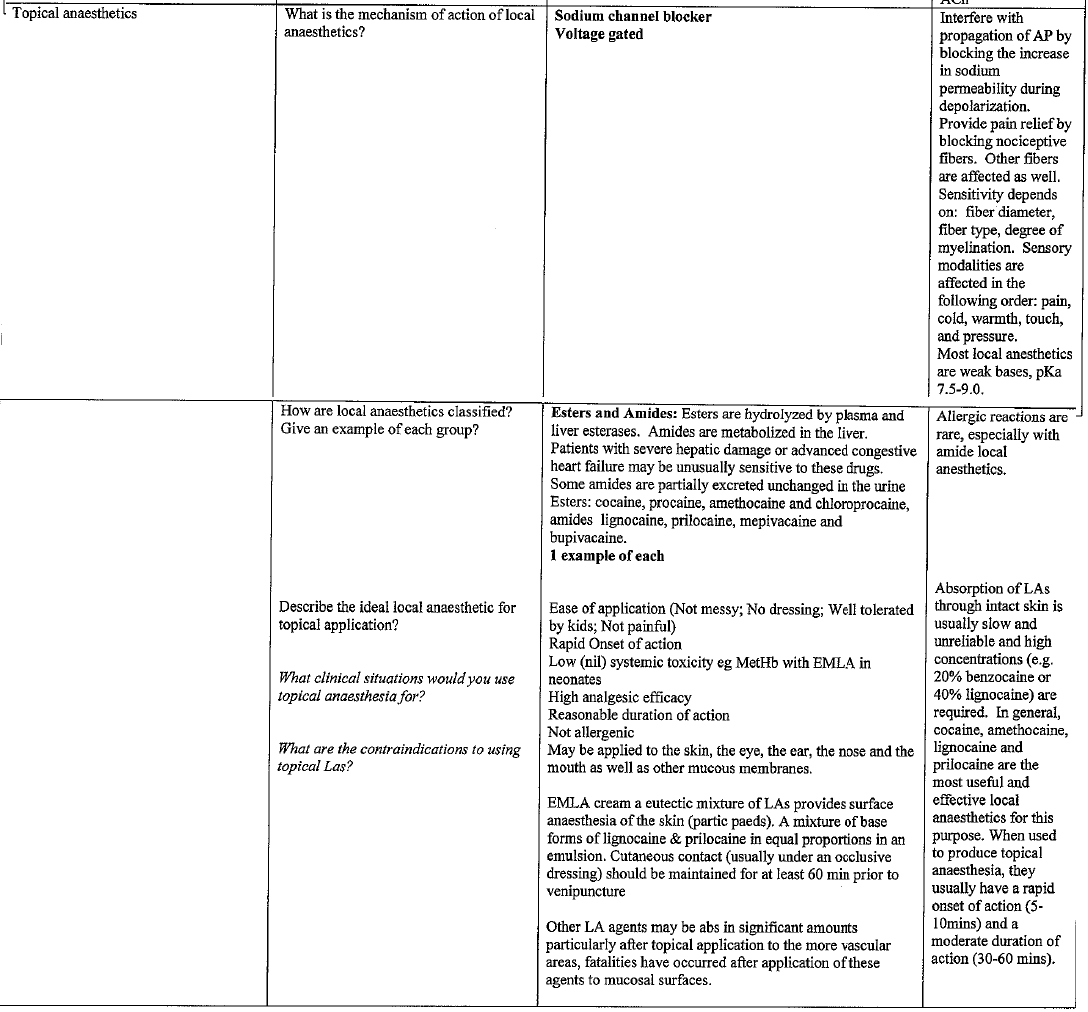 ACh
Topical anaesthetics
What is the mechanism of action of local
anaesthetics?
Sodium channel blocker
Voltage gated
Interfere with
propagation of AP by
blocking the increase
in sodium
permeability during
depolarization.
Provide pain relief by
blocking nociceptive
fibers. Other fibers
are affected as well.
Sensitivity depends
on: fiber diameter,
fiber type, degree of
myelination. Sensory
modalities are
affected in the
following order: pain,
cold, warmth, touch,
and pressure.
Most local anesthetics
are weak bases, pKa
7.5-9.0.
How are local anaesthetics classified?
Give an example of each group?
Esters and Amides: Esters are hydrolyzed by plasma and
liver esterases. Amides are metabolized in the liver.
Patients with severe hepatic damage or advanced congestive
heart failure may be unusually sensitive to these drugs.
Some amides are partially excreted unchanged in the urine
Esters: cocaine, procaine, amethocaine and chloroprocaine,
amides lignocaine, prilocaine, mepivacaine and
bupivacaine.
1 example of each
Allergic reactions are
rare, especially with
amide local
anesthetics.
Describe the ideal local anaesthetic for
topical application?
What clinical situations would you use
topical anaesthesia for?
What are the contraindications to using
topical Las?
Ease of application (Not messy; No dressing; Well tolerated
by kids; Not painful)
Rapid Onset of action
Low (nil) systemic toxicity eg MetHb with EMLA in
neonates
High analgesic efficacy
Reasonable duration of action
Not allergenic
May be applied to the skin, the eye, the ear, the nose and the
mouth as well as other mucous membranes.
EMLA cream a eutectic mixture of LAs provides surface
anaesthesia of the skin (partic paeds). A mixture of base
forms of lignocaine & prilocaine in equal proportions in an
emulsion. Cutaneous contact (usually under an occlusive
dressing) should be maintained for at least 60 min prior to
venipuncture
Other LA agents may be abs in significant amounts
particularly after topical application to the more vascular
areas, fatalities have occurred after application of these
agents to mucosal surfaces.
Absorption of LAs
through intact skin is
usually slow and
unreliable and high
concentrations (e.g.
20% benzocaine or
40% lignocaine) are
required. In general,
cocaine, amethocaine,
lignocaine and
prilocaine are the
most useful and
effective local
anaesthetics for this
purpose. When used
to produce topical
anaesthesia, they
usually have a rapid
onset of action (5-
10mins) and a
moderate duration of
action (30-60 mins).